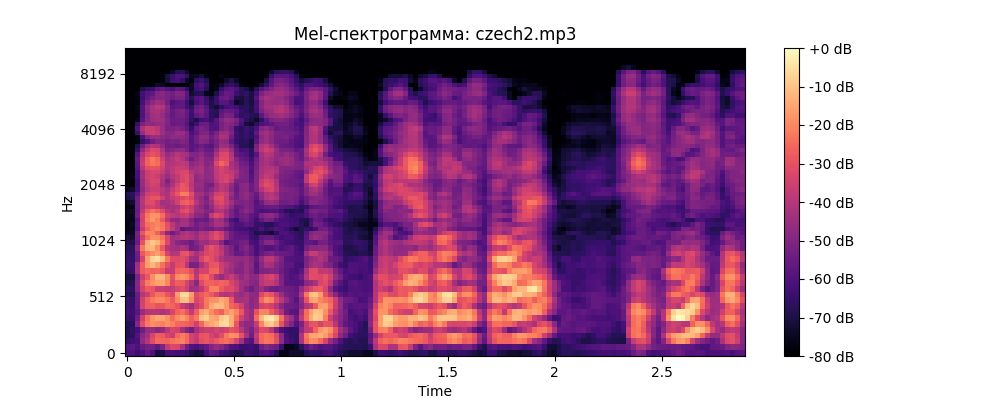 Mel-спектрограмма: czech2.mp3
Hz
8192
4096
2048
1024
512
0
0
0.5
1
1.5
2
2.5
Time
+0 dB
-10 dB
-20 dB
-30 dB
-40 dB
-50 dB
-60 dB
-70 dB
-80 dB